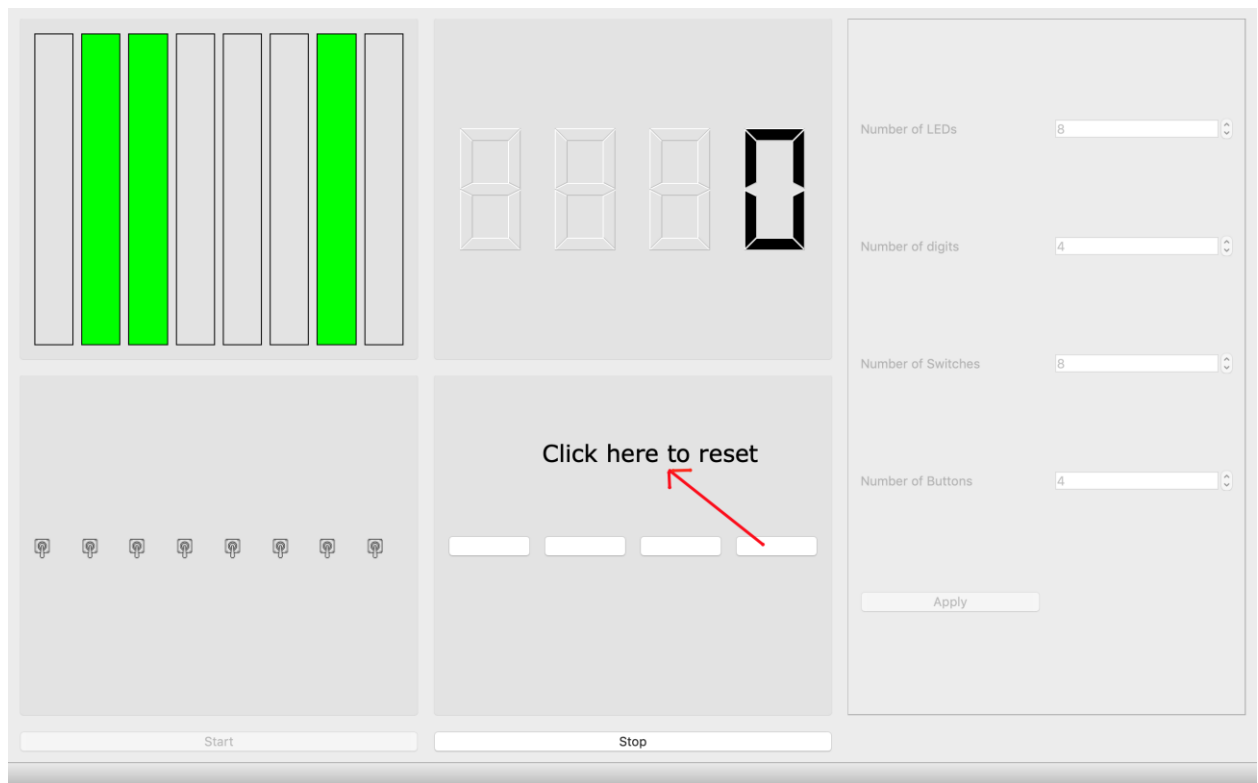 0
Number of LEDs 8
Number of digits 4
Number of Switches 8
Number of Buttons 4
Apply
Click here to reset
Start
Stop